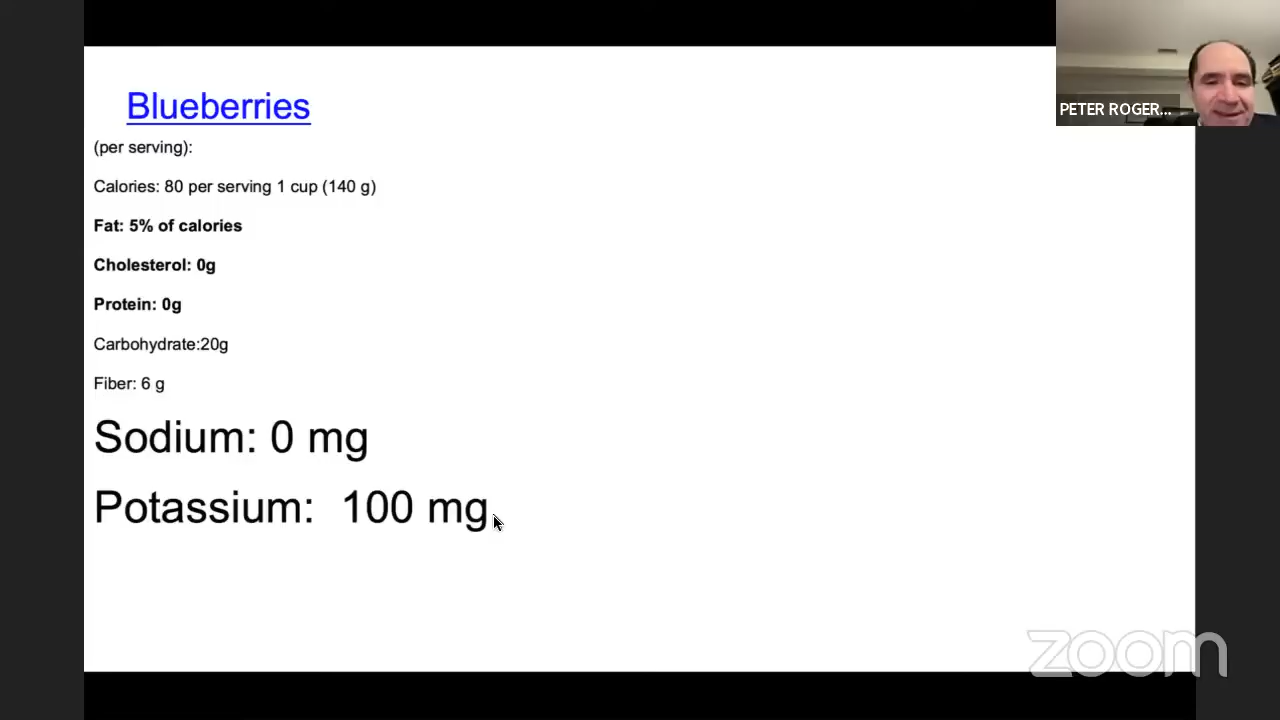 Blueberries
PETER ROGER...
(per serving):
Calories: 80 per serving 1 cup (140 g)
Fat: 5% of calories
Cholesterol: 0g
Protein: 0g
Carbohydrate:20g
Fiber: 6 g
Sodium: 0 mg
Potassium:  100 mg
zoom